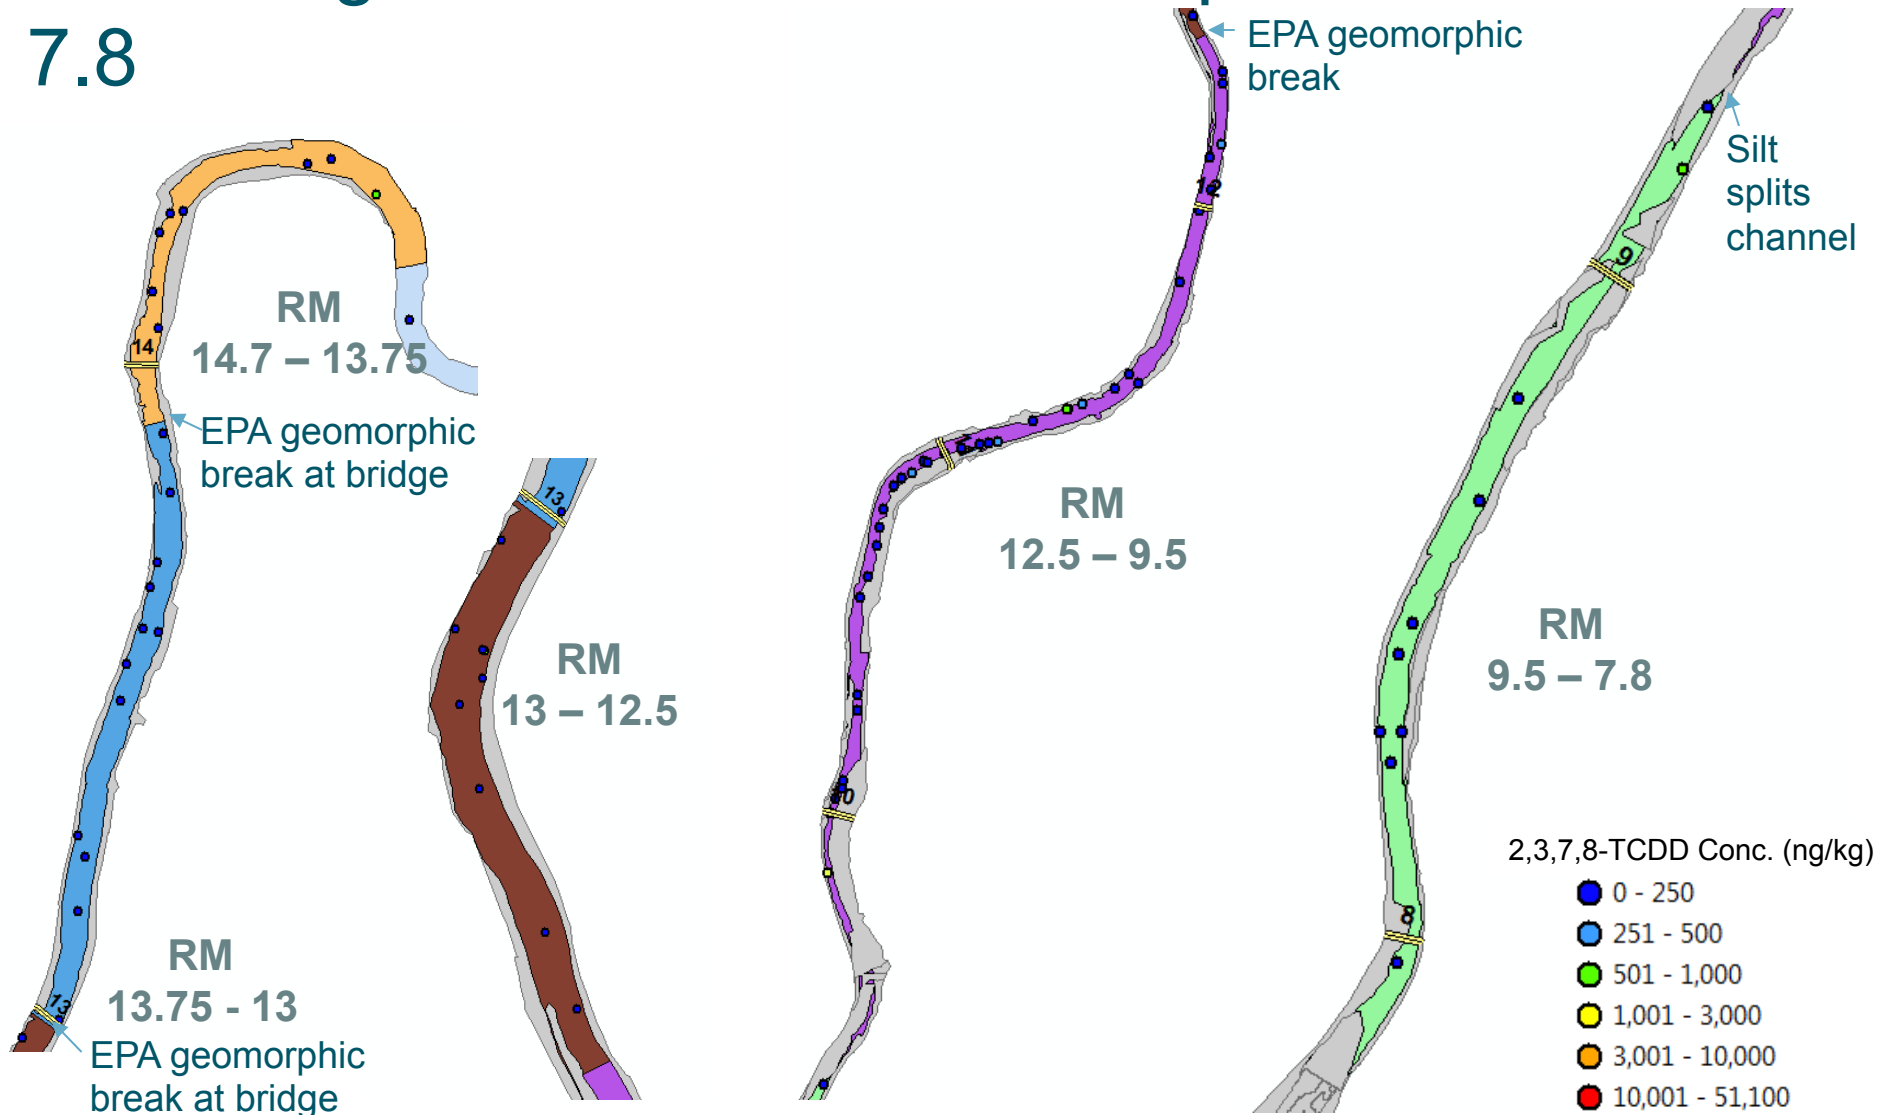 7.8
EPA geomorphic
break
Silt
splits
channel
12
9
RM
14.7 – 13.75
14
EPA geomorphic
break at bridge
13
RM
12.5 – 9.5
RM
9.5 – 7.8
RM
13 – 12.5
8
2,3,7,8-TCDD Conc. (ng/kg)
0 - 250
251 - 500
501 - 1,000
1,001 - 3,000
3,001 - 10,000
10,001 - 51,100
RM
13.75 - 13
13
EPA geomorphic
break at bridge